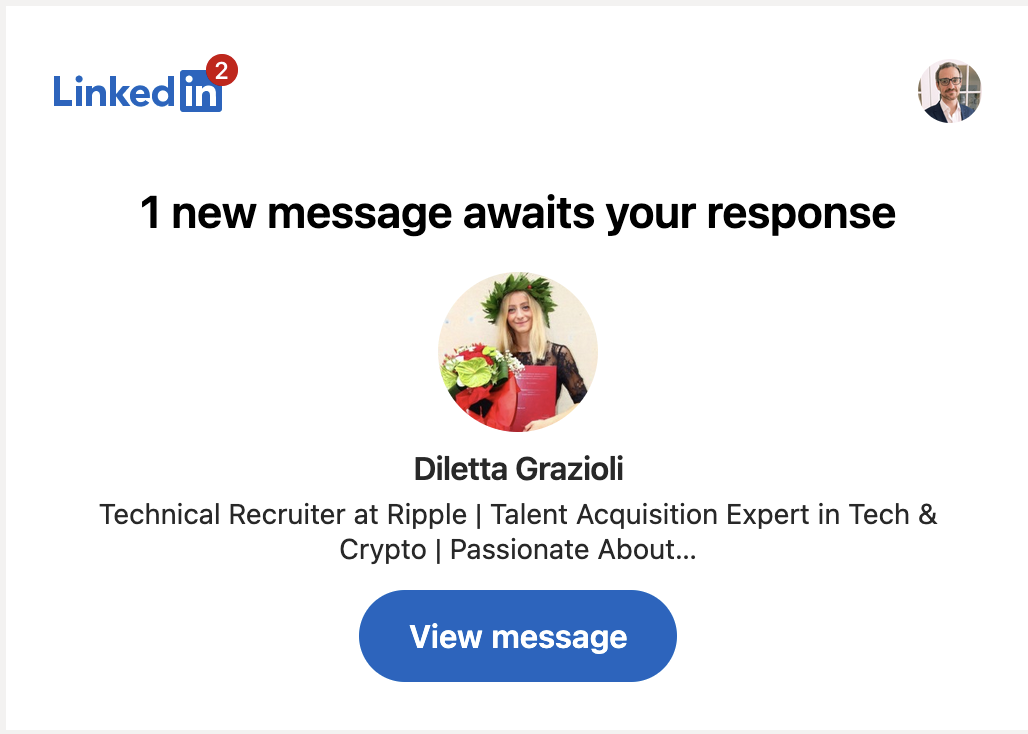 Linkedin 2
1 new message awaits your response
Diletta Grazioli
Technical Recruiter at Ripple | Talent Acquisition Expert in Tech &
Crypto | Passionate About...
View message